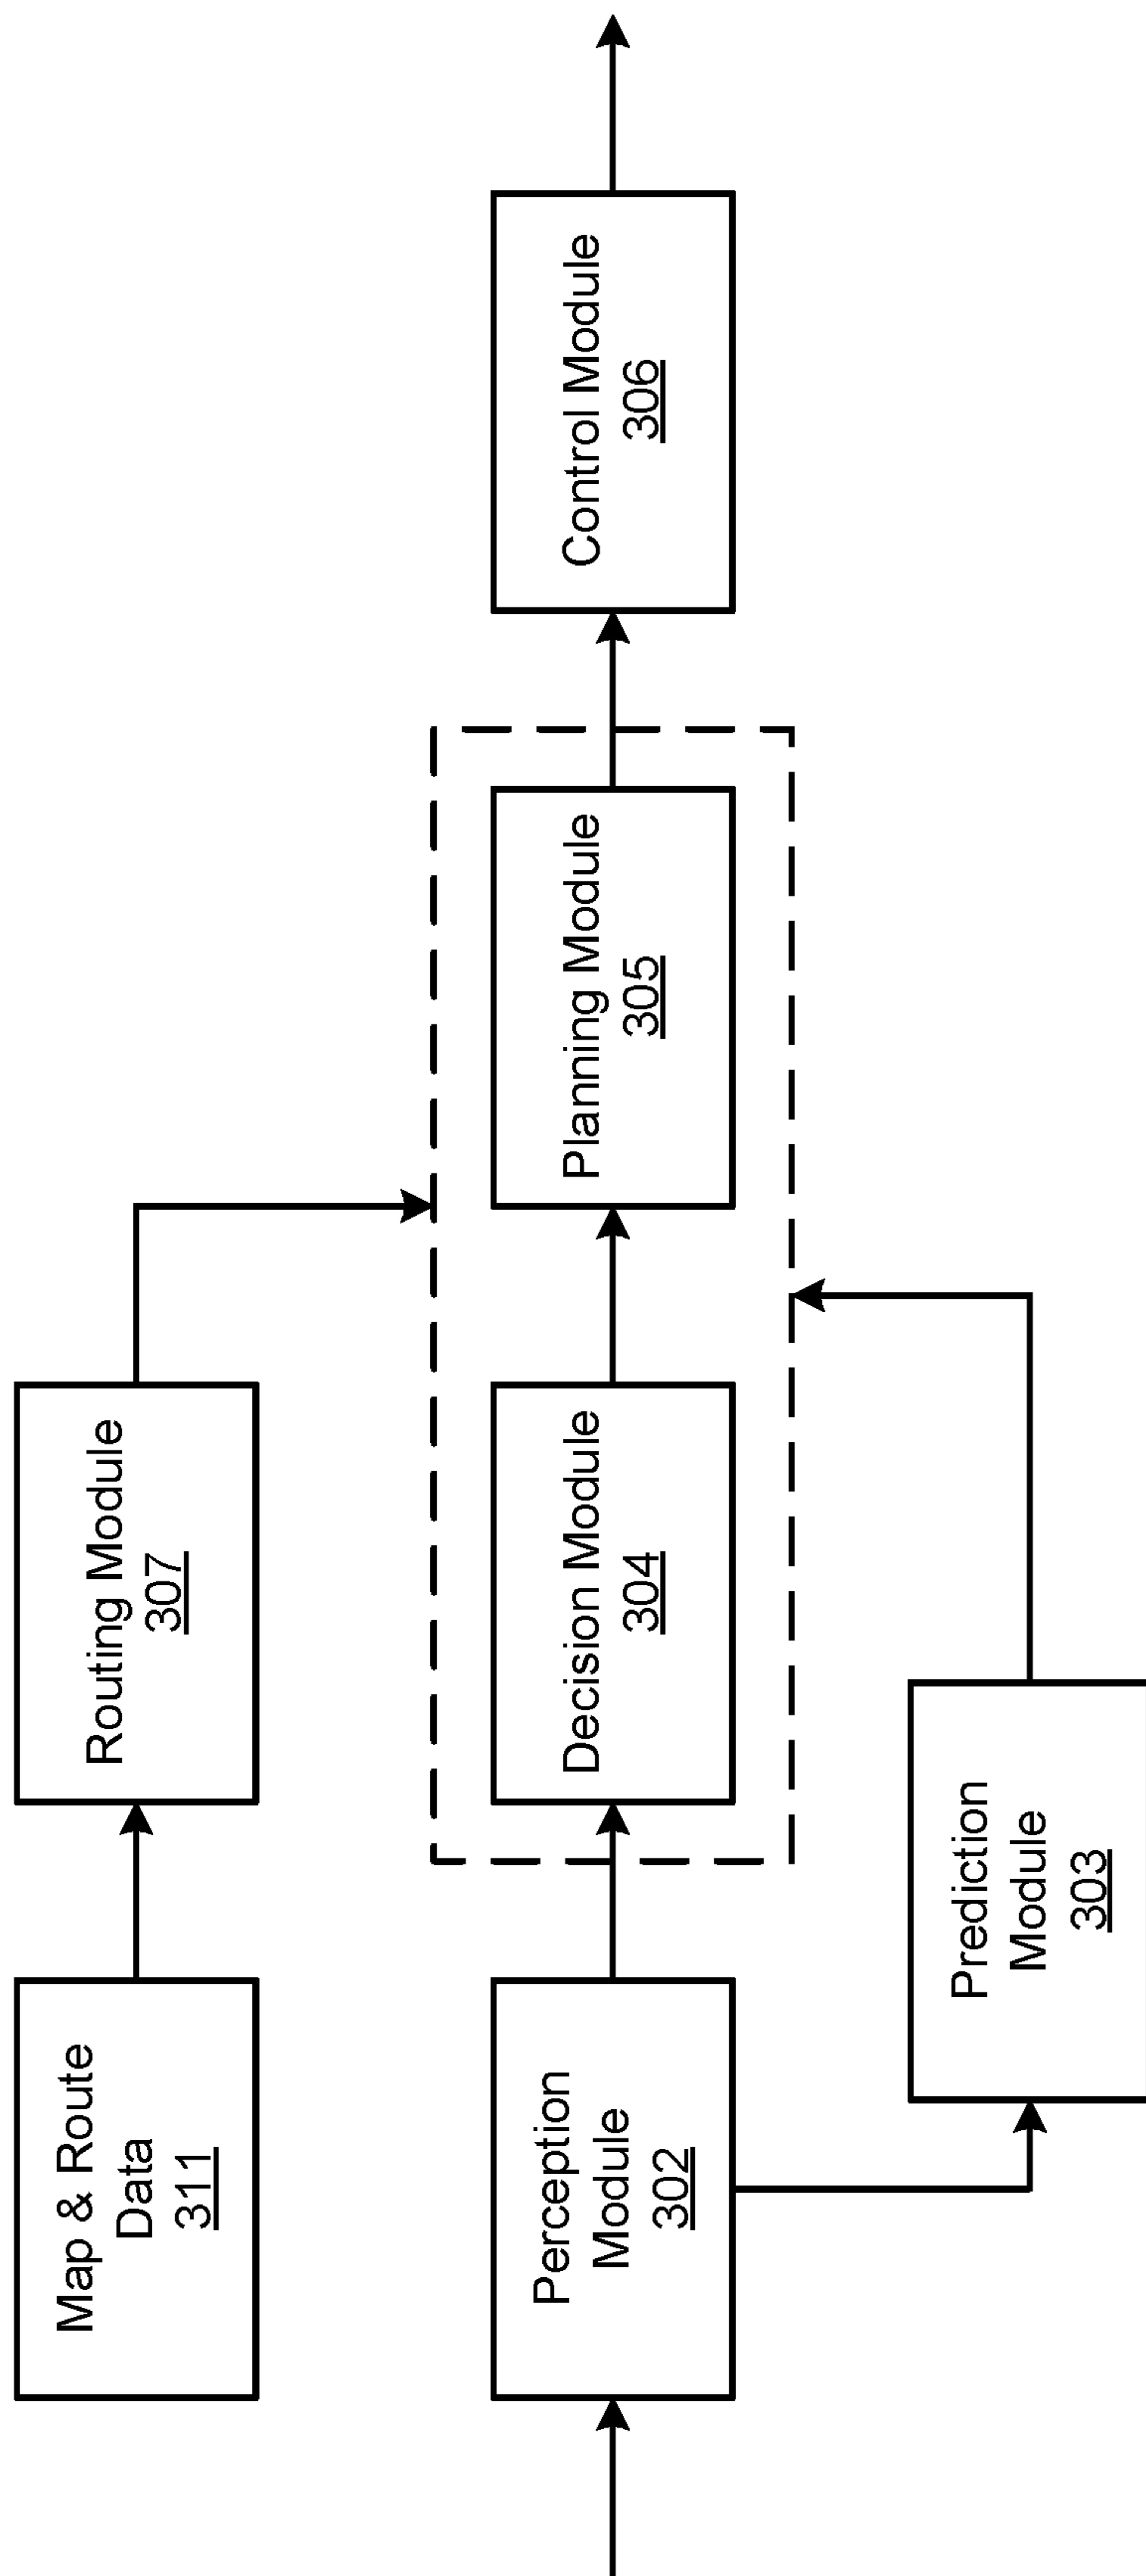 Map & Route
Data
311
Routing Module
307
Perception
Module
302
Decision Module
304
Planning Module
305
Control Module
306
Prediction
Module
303